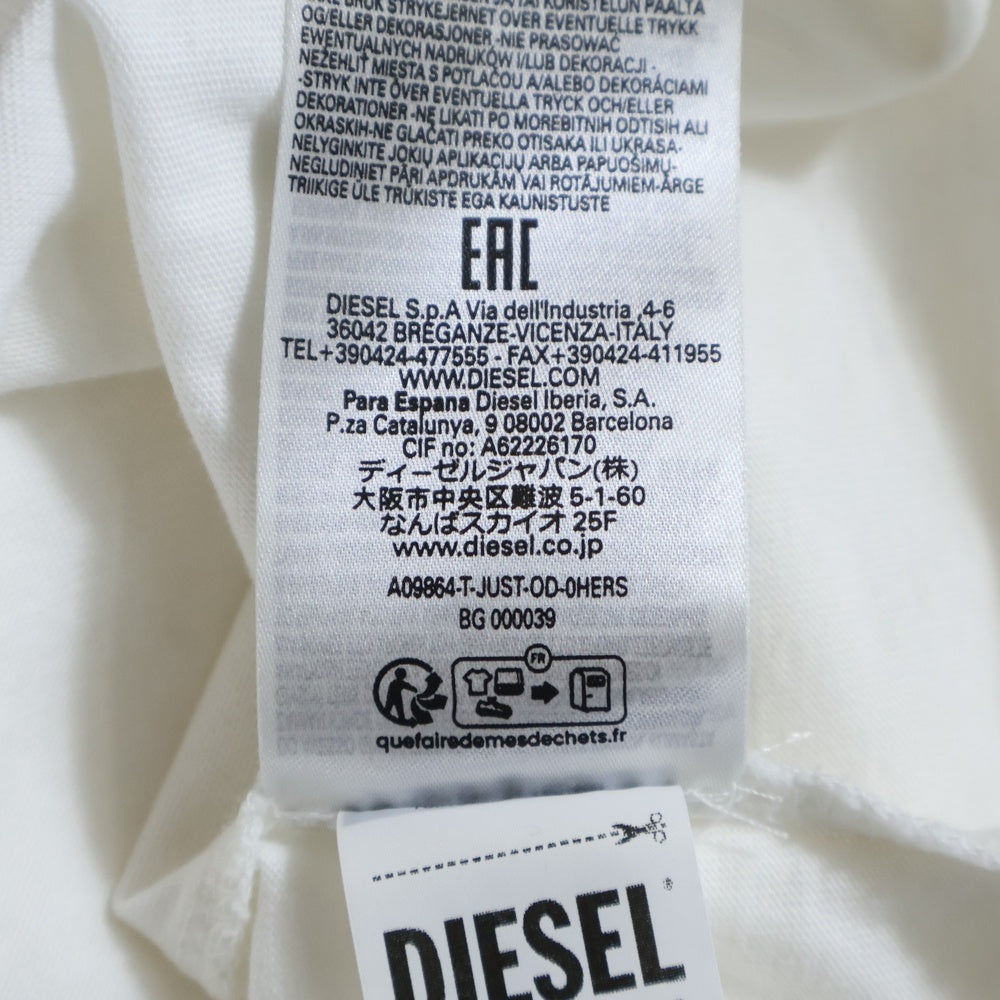 BRUK STRYKEJERNET OVER EVENTUELLE TRYKK
OG/ELLER DEKORASJONER -NIE PRASOWAĆ
EWENTUALNYCH NADRUKÓW I/LUB DEKORACJI -
NEŽEHLIŤ MIESTA S POTLAČOU A/ALEBO DEKORÁCIAMI
-STRYK INTE ÖVER EVENTUELLA TRYCK OCH/ELLER
DEKORATIONER -NE LIKATI PO MOREBITNIH ODTISIH ALI
OKRASKIH-NE GLAČATI PREKO OTISAKA ILI UKRASA-
NELYGINKITE JOKIŲ APLIKACIJŲ ARBA PAPUOŠIMŲ-
NEGLUDINIET PĀRI APDRUKĀM VAI ROTĀJUMIEM-ÄRGE
TRIIKIGE ÜLE TRÜKISTE EGA KAUNISTUSTE
EAC
DIESEL S.p.A Via dell'Industria ,4-6
36042 BREGANZE-VICENZA-ITALY
TEL+390424-477555 - FAX+390424-411955
WWW.DIESEL.COM
Para Espana Diesel Iberia, S.A.
P.za Catalunya, 9 08002 Barcelona
CIF no: A62226170
ディーゼルジャパン(株)
大阪市中央区難波 5-1-60
なんばスカイオ 25F
www.diesel.co.jp
A09864-T-JUST-OD-0HERS
BG 000039
FR
quefairedemesdechets.fr
DIESEL®